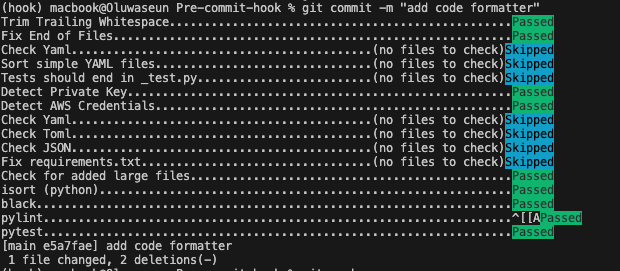 (hook) macbook@Oluwaseun Pre-commit-hook % git commit -m "add code formatter"
Trim Trailing Whitespace.................................................Passed
Fix End of Files.........................................................Passed
Check Yaml...........................................(no files to check)Skipped
Sort simple YAML files...............................(no files to check)Skipped
Tests should end in _test.py.........................(no files to check)Skipped
Detect Private Key.......................................................Passed
Detect AWS Credentials...................................................Passed
Check Yaml...........................................(no files to check)Skipped
Check Toml...........................................(no files to check)Skipped
Check JSON...........................................(no files to check)Skipped
Fix requirements.txt.................................(no files to check)Skipped
Check for added large files..............................................Passed
isort (python)...........................................................Passed
black....................................................................Passed
pylint...................................................................^[[APassed
pytest...................................................................Passed
[main e5a7fae] add code formatter
1 file changed, 2 deletions(-)